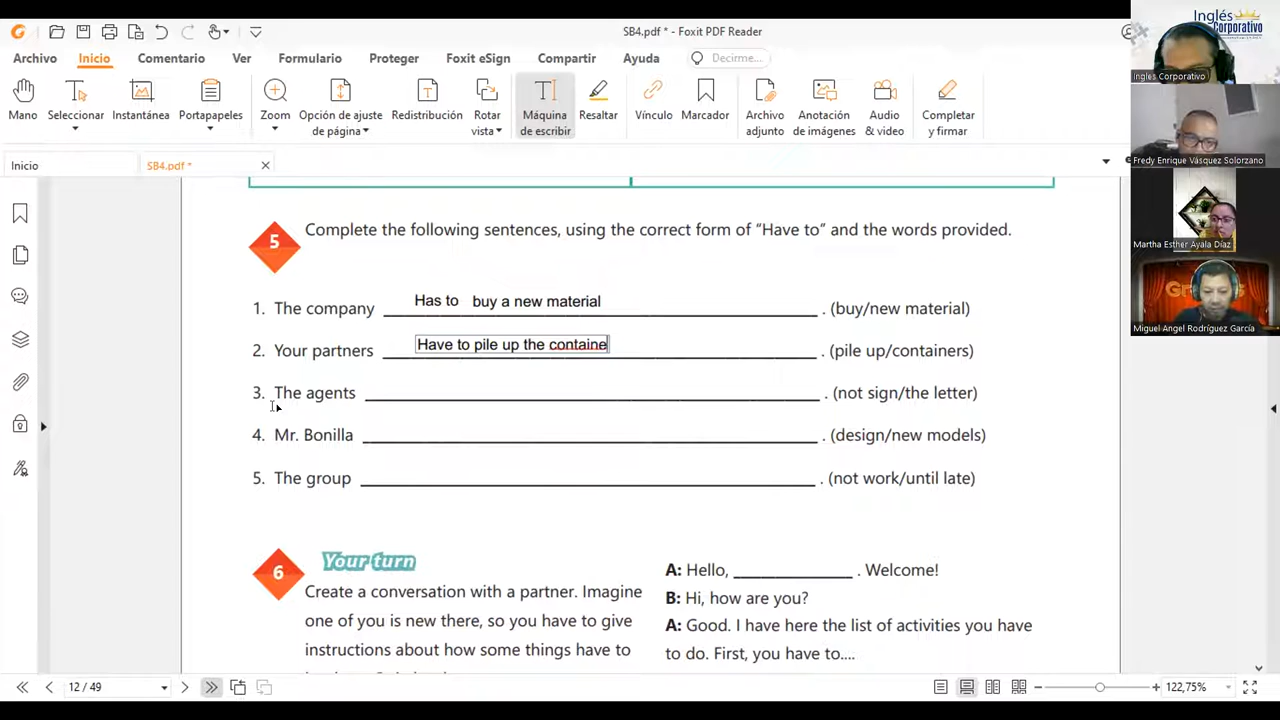 SB4.pdf * - Foxit PDF Reader
Archivo Inicio Comentario Ver Formulario Proteger Foxit eSign Compartir Ayuda Decirme...
Mano Seleccionar Instantánea Portapapeles Zoom Opción de ajuste de página Redistribución Rotar vista Máquina de escribir Resaltar Vínculo Marcador Archivo adjunto Anotación de imágenes Audio & video Completar y firmar
Inicio SB4.pdf *
5 Complete the following sentences, using the correct form of “Have to” and the words provided.
1. The company Has to buy a new material . (buy/new material)
2. Your partners Have to pile up the containe . (pile up/containers)
3. The agents ______ . (not sign/the letter)
4. Mr. Bonilla ______ . (design/new models)
5. The group ______ . (not work/until late)
6 Your turn
Create a conversation with a partner. Imagine
one of you is new there, so you have to give
instructions about how some things have to
A: Hello, ______ . Welcome!
B: Hi, how are you?
A: Good. I have here the list of activities you have
to do. First, you have to....
12 / 49
122,75%
Inglés
Corporativo
Ingles Corporativo
Fredy Enrique Vásquez Solorzano
Martha Esther Ayala Díaz
Miguel Angel Rodríguez García